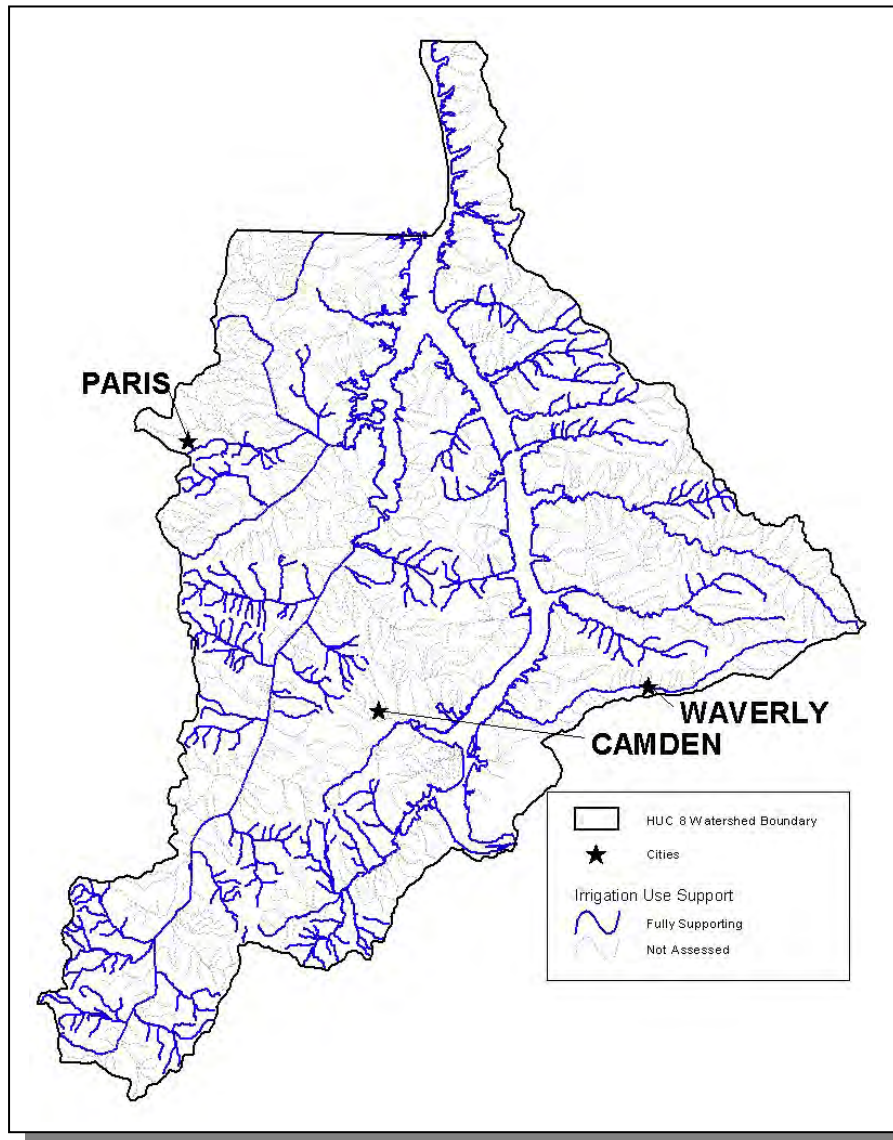 PARIS
WAVERLY
CAMDEN
HUC 8 Watershed Boundary
Cities
Irrigation Use Support
Fully Supporting
Not Assessed